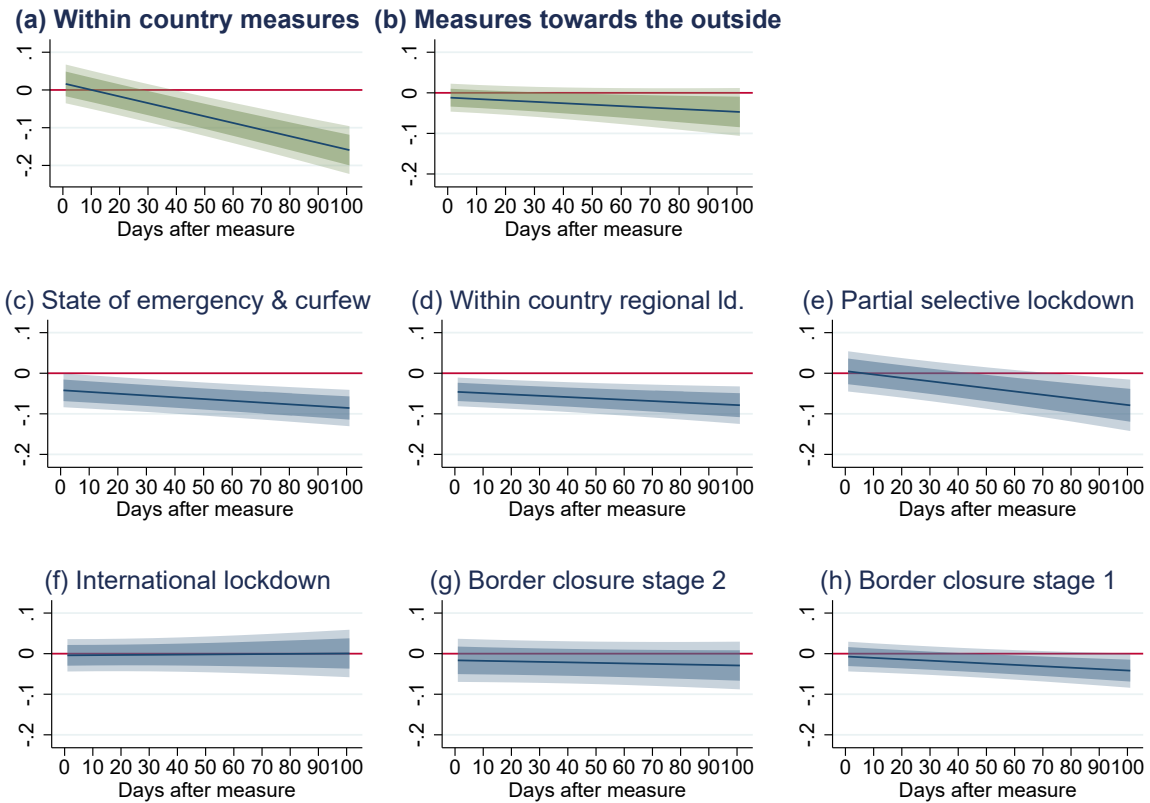 (a) Within country measures
.1
0
-.1
-.2
0 10 20 30 40 50 60 70 80 90100
Days after measure
(b) Measures towards the outside
.1
0
-.1
-.2
0 10 20 30 40 50 60 70 80 90100
Days after measure
(c) State of emergency & curfew
.1
0
-.1
-.2
0 10 20 30 40 50 60 70 80 90100
Days after measure
(d) Within country regional ld.
.1
0
-.1
-.2
0 10 20 30 40 50 60 70 80 90100
Days after measure
(e) Partial selective lockdown
.1
0
-.1
-.2
0 10 20 30 40 50 60 70 80 90100
Days after measure
(f) International lockdown
.1
0
-.1
-.2
0 10 20 30 40 50 60 70 80 90100
Days after measure
(g) Border closure stage 2
.1
0
-.1
-.2
0 10 20 30 40 50 60 70 80 90100
Days after measure
(h) Border closure stage 1
.1
0
-.1
-.2
0 10 20 30 40 50 60 70 80 90100
Days after measure